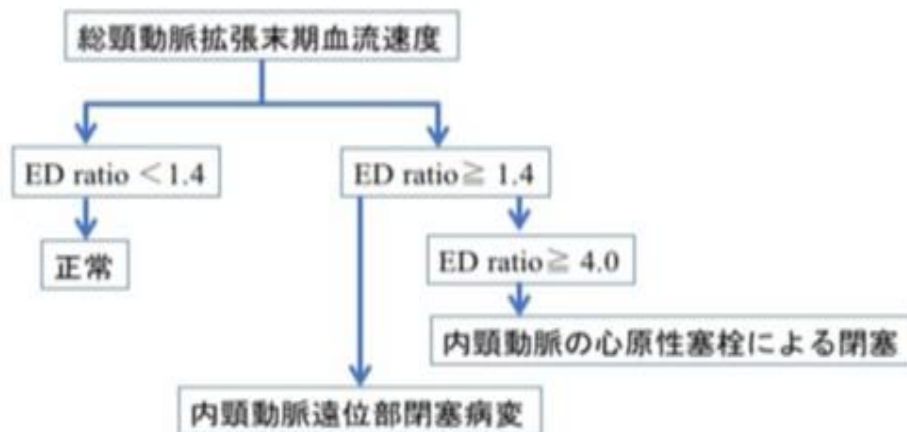 総頸動脈拡張末期血流速度
ED ratio <1.4
ED ratio≧ 1.4
正常
ED ratio≧ 4.0
内頸動脈の心原性塞栓による閉塞
内頸動脈遠位部閉塞病変